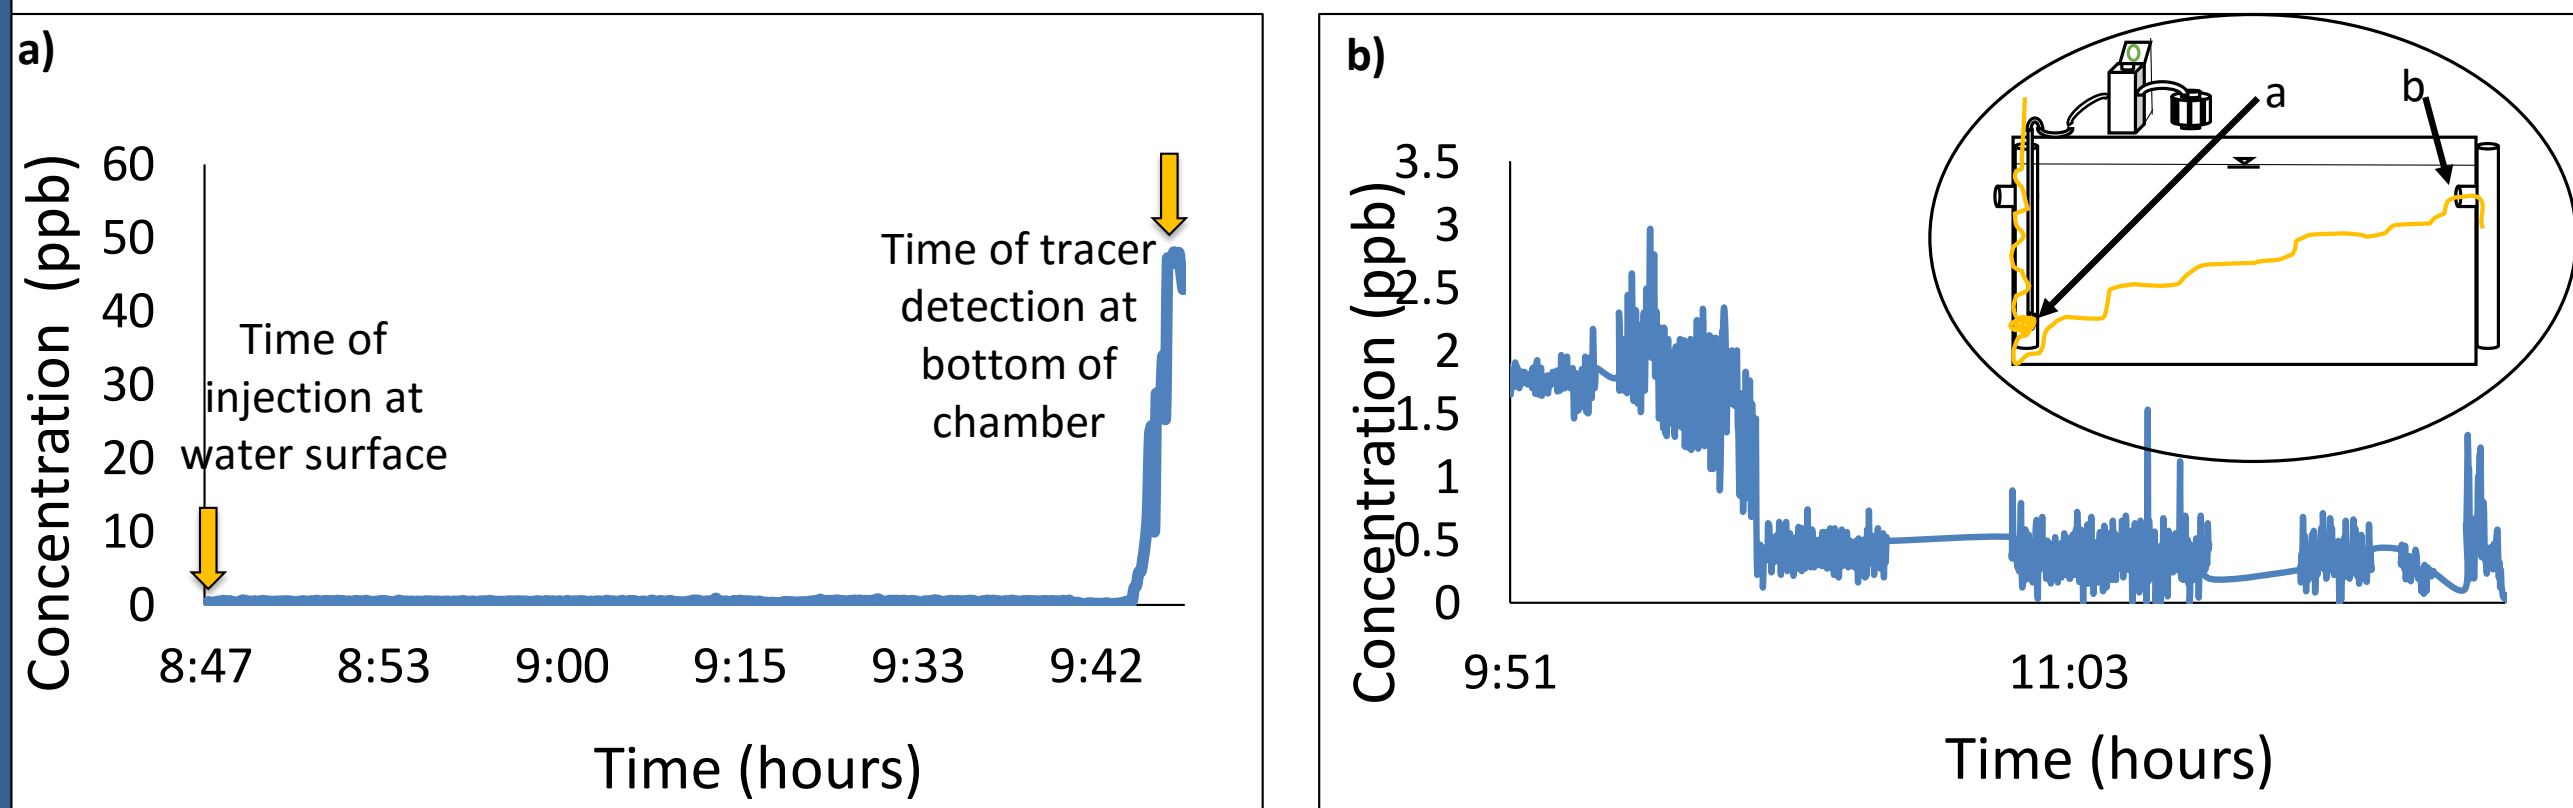 a)
Concentration (ppb)
60
50
40
30
20
10
0
Time of
injection at
water surface
Time of tracer
detection at
bottom of
chamber
8:47
8:53
9:00
9:15
9:33
9:42
Time (hours)
b)
Concentration (ppb)
3.5
3
2.5
2
1.5
1
0.5
0
a
b
9:51
11:03
Time (hours)